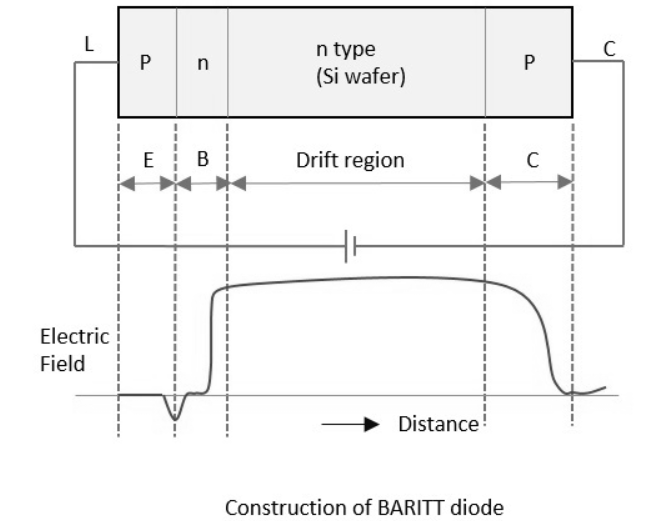 L
P
n
n type
(Si wafer)
P
C
E
B
Drift region
C
Electric
Field
Distance
Construction of BARITT diode